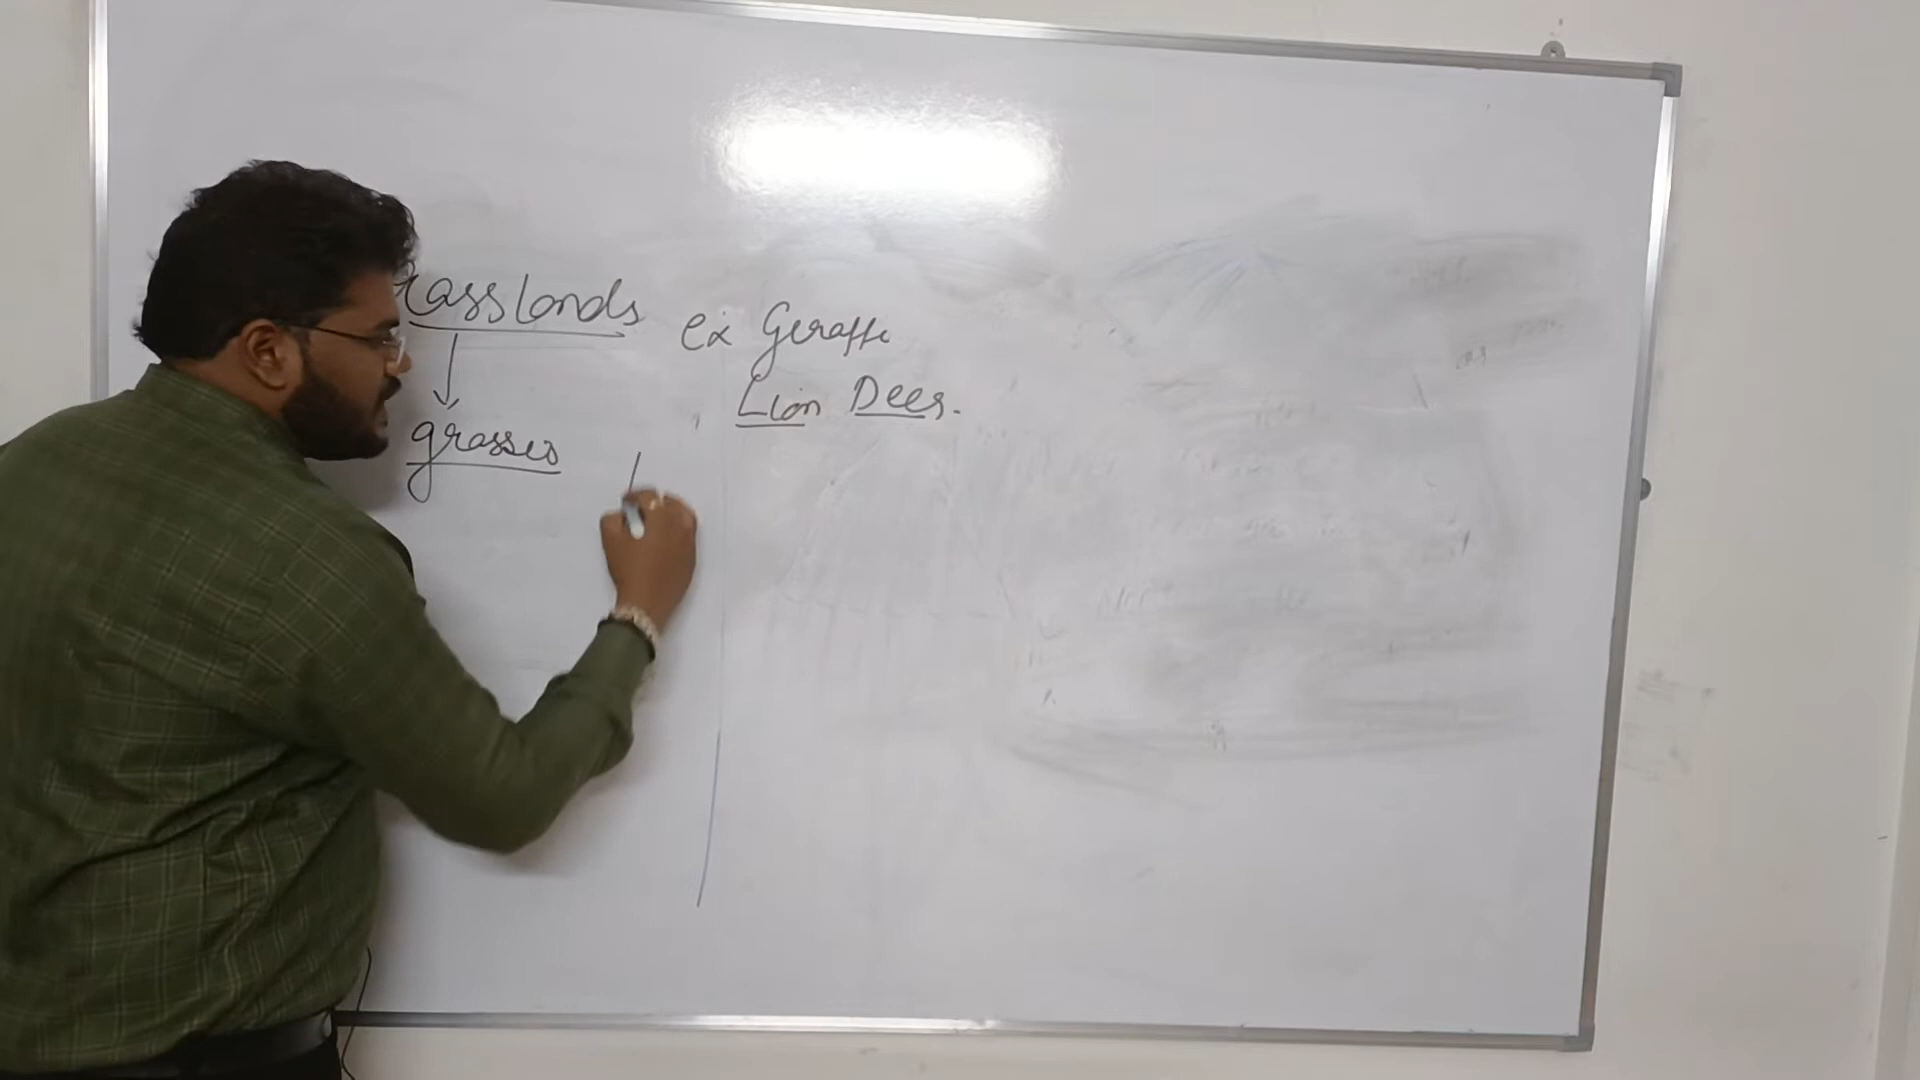 rasslands
ex Geraffe
Lion Deer.
grasses